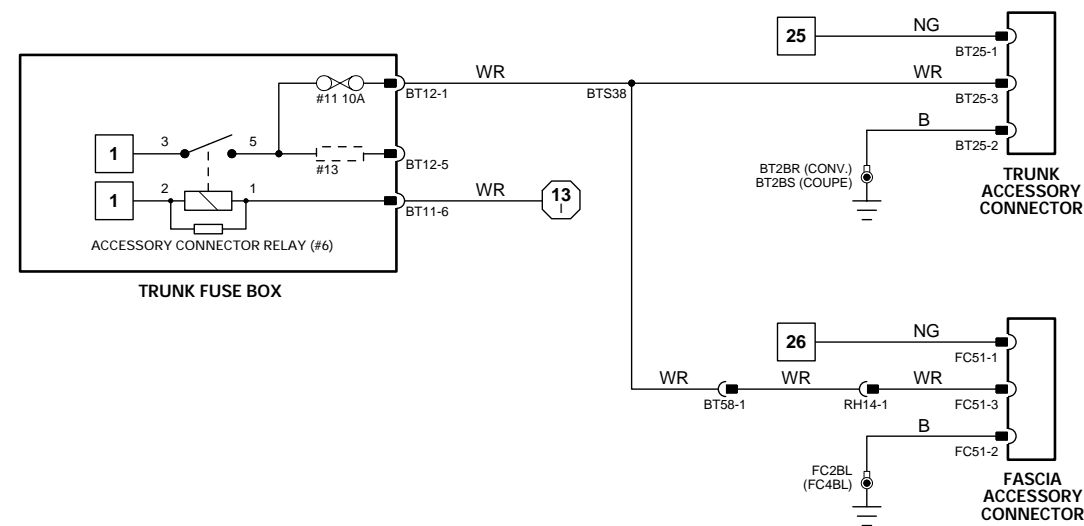 25
NG
BT25-1
WR
WR
#11 10A
BT12-1
BTS38
BT25-3
B
1
3
5
#13
BT12-5
BT25-2
BT2BR (CONV.)
BT2BS (COUPE)
TRUNK
ACCESSORY
CONNECTOR
1
2
1
WR
13
I
BT11-6
ACCESSORY CONNECTOR RELAY (#6)
TRUNK FUSE BOX
26
NG
FC51-1
WR
WR
WR
BT58-1
RH14-1
FC51-3
B
FC51-2
FC2BL
(FC4BL)
FASCIA
ACCESSORY
CONNECTOR